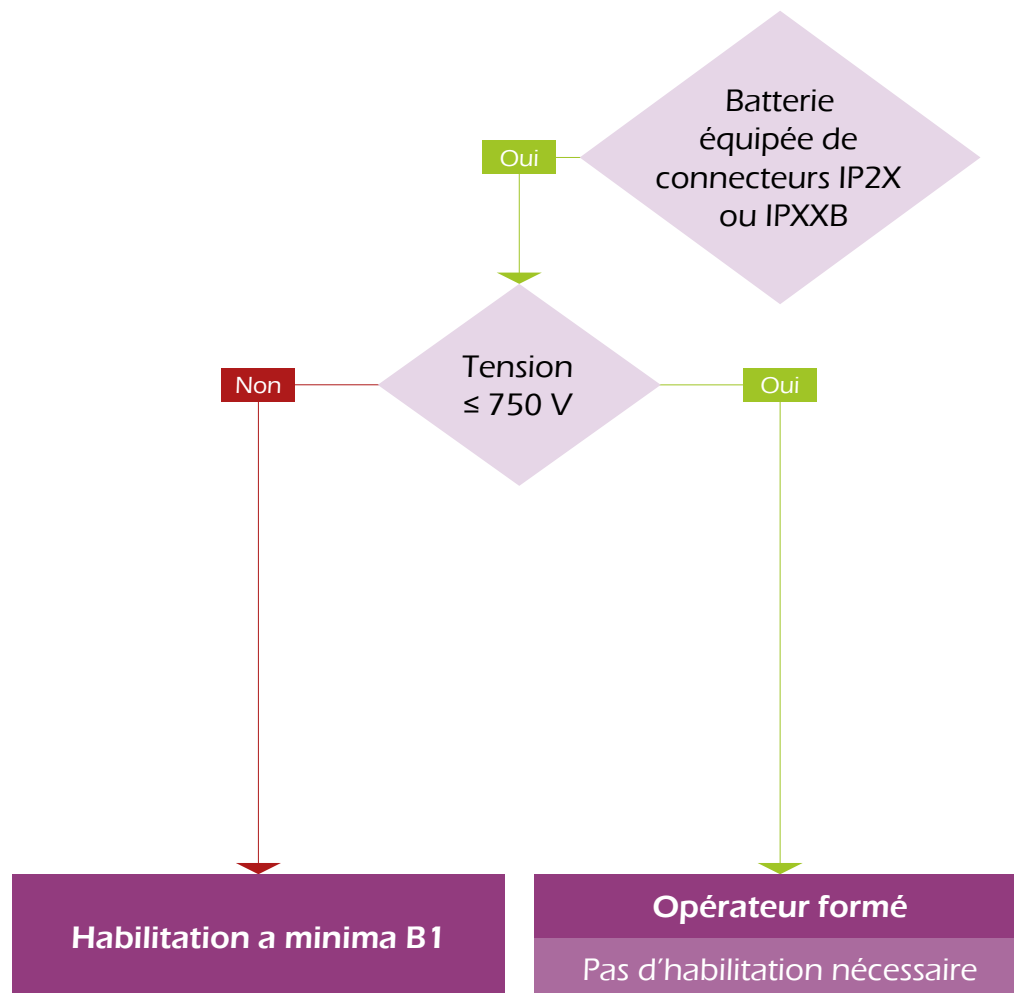 Batterie
équipée de
connecteurs IP2X
ou IPXXB
Oui
Tension
≤ 750 V
Non
Oui
Habilitation a minima B1
Opérateur formé
Pas d'habilitation nécessaire